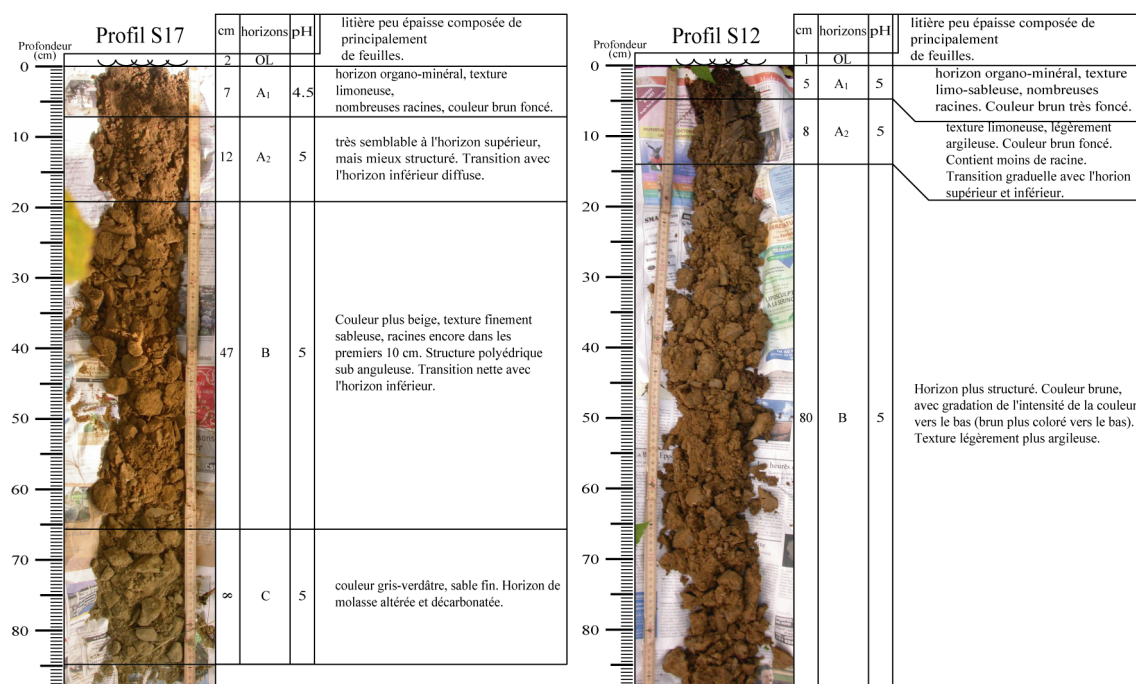 Profil S17
Profondeur
(cm)
cm horizons pH
litière peu épaisse composée de
principalement
de feuilles.
2 OL
0
horizon organo-minéral, texture
limoneuse,
nombreuses racines, couleur brun foncé.
7 A1 4.5
10
très semblable à l'horizon supérieur,
mais mieux structuré. Transition avec
l'horizon inférieur diffuse.
12 A2 5
20
30
40
50
60
Couleur plus beige, texture finement
sableuse, racines encore dans les
premiers 10 cm. Structure polyédrique
sub anguleuse. Transition nette avec
l'horizon inférieur.
47 B 5
70
80
couleur gris-verdâtre, sable fin. Horizon de
molasse altérée et décarbonatée.
∞ C 5
Profil S12
Profondeur
(cm)
cm horizons pH
litière peu épaisse composée de
principalement
de feuilles.
1 OL
0
horizon organo-minéral, texture
limo-sableuse, nombreuses
racines. Couleur brun très foncé.
5 A1 5
10
texture limoneuse, légèrement
argileuse. Couleur brun foncé.
Contient moins de racine.
Transition graduelle avec l'horion
supérieur et inférieur.
8 A2 5
20
30
40
50
60
70
80
Horizon plus structuré. Couleur brune,
avec gradation de l'intensité de la couleur
vers le bas (brun plus coloré vers le bas).
Texture légèrement plus argileuse.
80 B 5